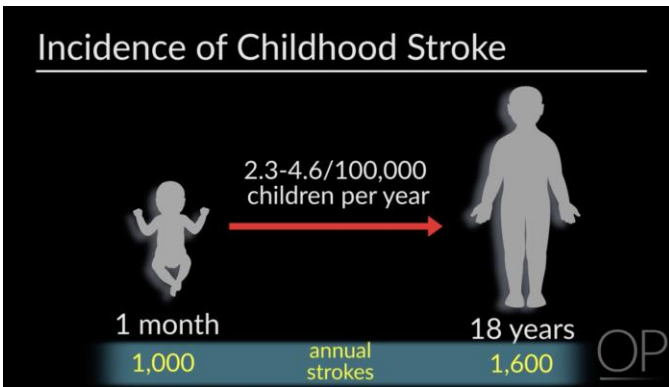 Incidence of Childhood Stroke
2.3-4.6/100,000
children per year
1 month
18 years
1,000
annual
strokes
1,600
OP